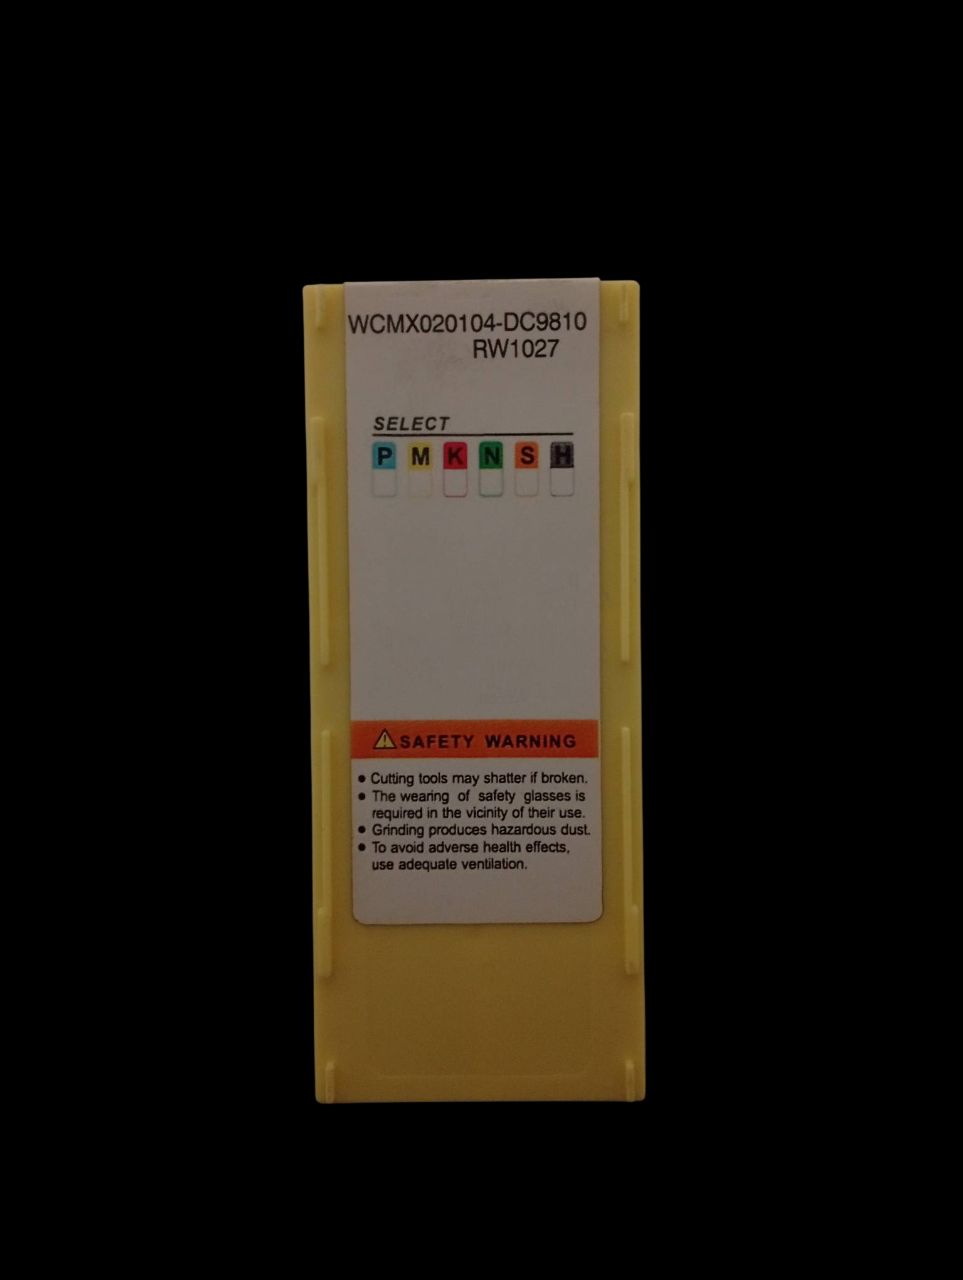 WCMX020104-DC9810
RW1027
SELECT
P M K N S H
SAFETY WARNING
• Cutting tools may shatter if broken.
• The wearing of safety glasses is
required in the vicinity of their use.
• Grinding produces hazardous dust.
• To avoid adverse health effects,
use adequate ventilation.